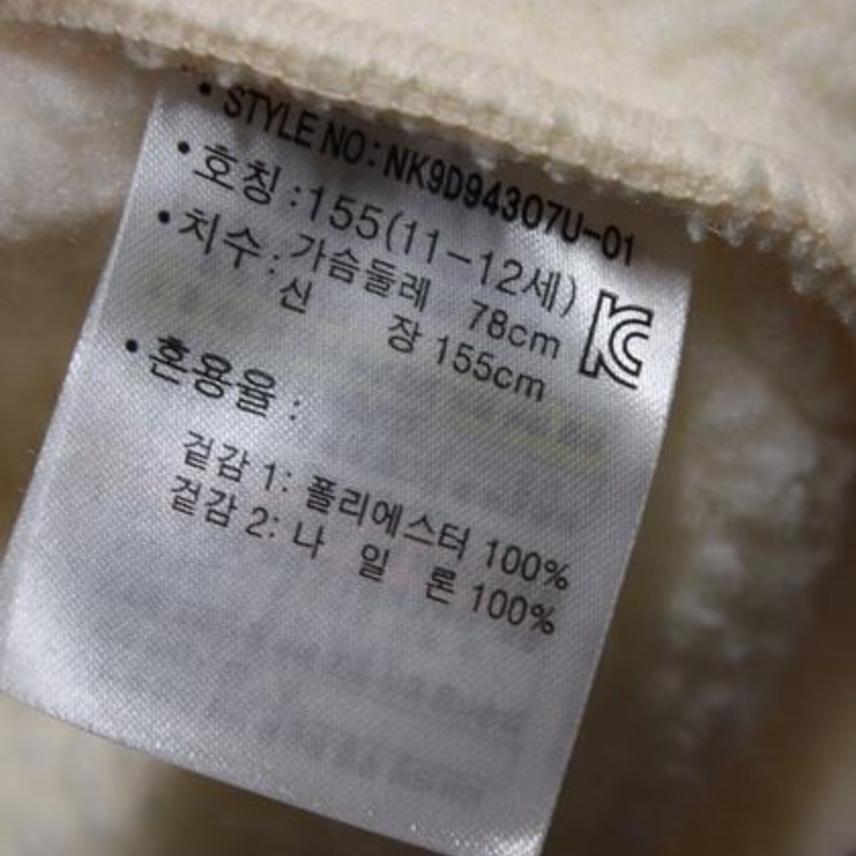 • STYLE NO: NK9D94307U-01
• 호칭 : 155(11-12세)
• 치수 : 가슴둘레 78cm
신 장 155cm
KC
• 혼용율 :
겉감 1: 폴리에스터 100%
겉감 2: 나 일 론 100%